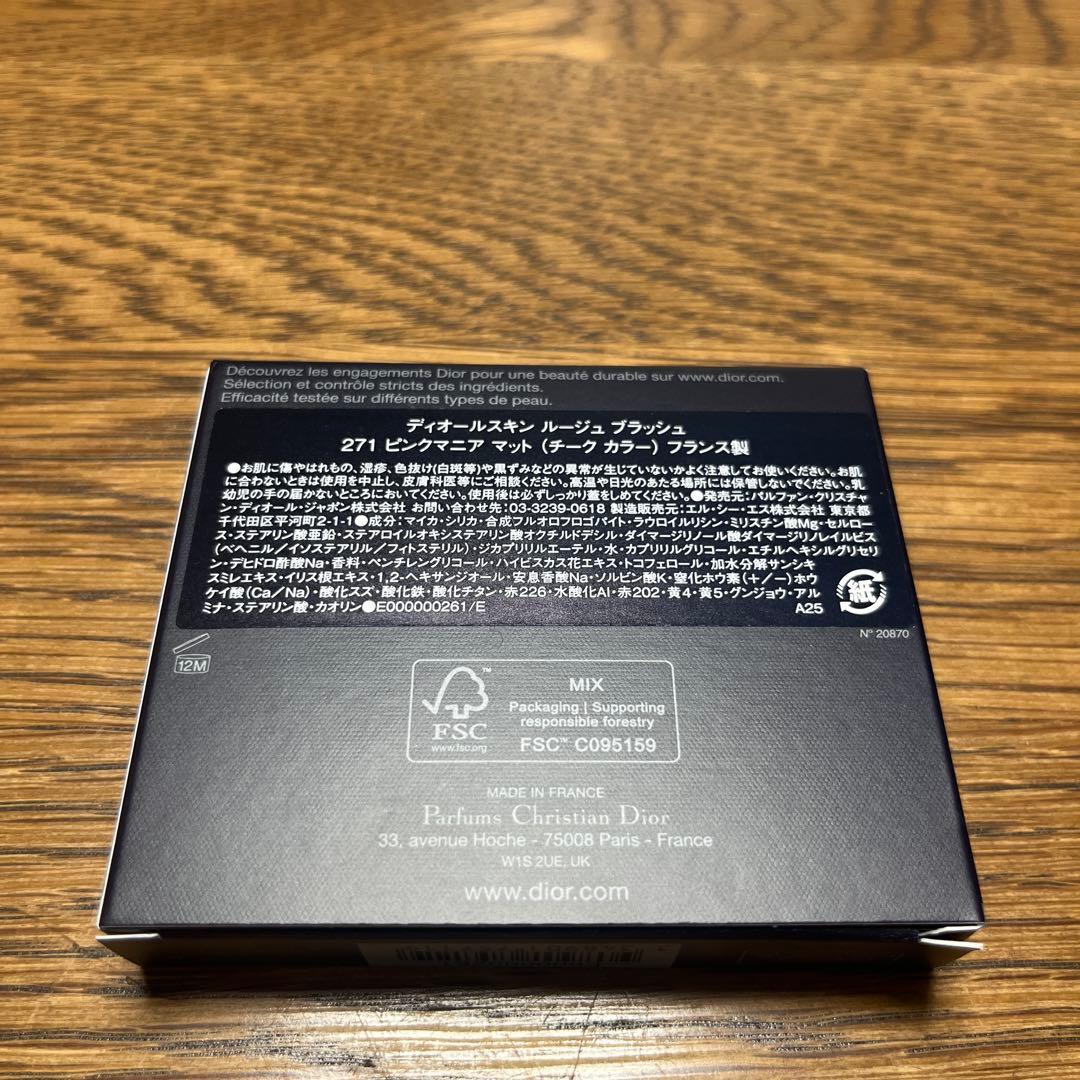 Découvrez les engagements Dior pour une beauté durable sur www.dior.com.
Sélection et contrôle stricts des ingrédients.
Efficacité testée sur différents types de peau.
ディオールスキン ルージュ ブラッシュ
271 ピンクマニア マット (チーク カラー) フランス製
●お肌に傷やはれもの、湿疹、色抜け(白斑等)や黒ずみなどの異常が生じていないかよく注意してお使いください。お肌
に合わないときは使用を中止し、皮膚科医等にご相談ください。高温や日光のあたる場所には保管しないでください。乳
幼児の手の届かないところにおいてください。使用後は必ずしっかり蓋をしめてください。●発売元:パルファン・クリスチャ
ン・ディオール・ジャポン株式会社 お問い合わせ先:03-3239-0618 製造販売元:エル・シー・エス株式会社 東京都
千代田区平河町2-1-1●成分:マイカ・シリカ・合成フルオロフロゴパイト・ラウロイルリシン・ミリスチン酸Mg・セルロー
ス・ステアリン酸亜鉛・ステアロイルオキシステアリン酸オクチルドデシル・ダイマージリノール酸ダイマージリノレイルビス
(ベヘニル/イソステアリル/フィトステリル)・ジカプリリルエーテル・水・カプリリルグリコール・エチルヘキシルグリセリ
ン・デヒドロ酢酸Na・香料・ペンチレングリコール・ハイビスカス花エキス・トコフェロール・加水分解サンシキ
スミレエキス・イリス根エキス・1,2-ヘキサンジオール・安息香酸Na・ソルビン酸K・窒化ホウ素(+/-)ホウ
ケイ酸(Ca/Na)・酸化スズ・酸化鉄・酸化チタン・赤226・水酸化Al・赤202・黄4・黄5・グンジョウ・アル
ミナ・ステアリン酸・カオリン●E000000261/E
A25
紙
N° 20870
12M
FSC™
www.fsc.org
MIX
Packaging | Supporting
responsible forestry
FSC™ C095159
MADE IN FRANCE
Parfums Christian Dior
33, avenue Hoche - 75008 Paris - France
W1S 2UE, UK
www.dior.com